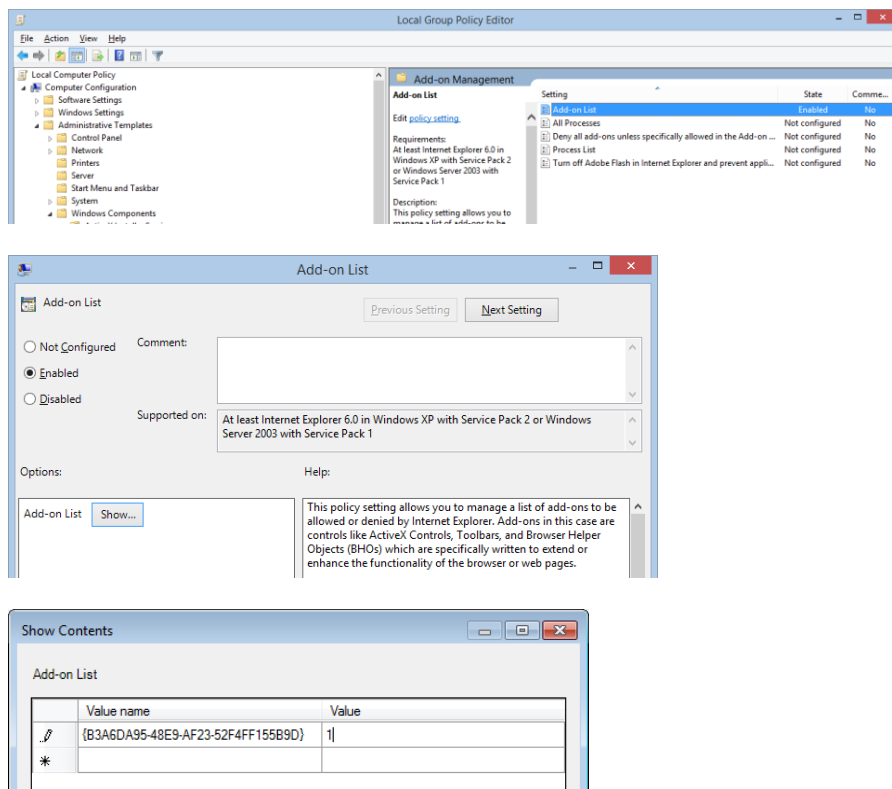 Local Group Policy Editor
File Action View Help
Local Computer Policy
Computer Configuration
Software Settings
Windows Settings
Administrative Templates
Control Panel
Network
Printers
Server
Start Menu and Taskbar
System
Windows Components
Add-on Management
Add-on List
Edit policy setting
Requirements:
At least Internet Explorer 6.0 in
Windows XP with Service Pack 2
or Windows Server 2003 with
Service Pack 1
Description:
This policy setting allows you to
manage a list of add-ons to be
Setting State Comme...
Add-on List Enabled No
All Processes Not configured No
Deny all add-ons unless specifically allowed in the Add-on ... Not configured No
Process List Not configured No
Turn off Adobe Flash in Internet Explorer and prevent appli... Not configured No
Add-on List
Add-on List
Previous Setting Next Setting
Not Configured
Enabled
Disabled
Comment:
Supported on:
At least Internet Explorer 6.0 in Windows XP with Service Pack 2 or Windows
Server 2003 with Service Pack 1
Options:
Help:
Add-on List Show...
This policy setting allows you to manage a list of add-ons to be
allowed or denied by Internet Explorer. Add-ons in this case are
controls like ActiveX Controls, Toolbars, and Browser Helper
Objects (BHOs) which are specifically written to extend or
enhance the functionality of the browser or web pages.
Show Contents
Add-on List
Value name Value
{B3A6DA95-48E9-AF23-52F4FF155B9D} 1